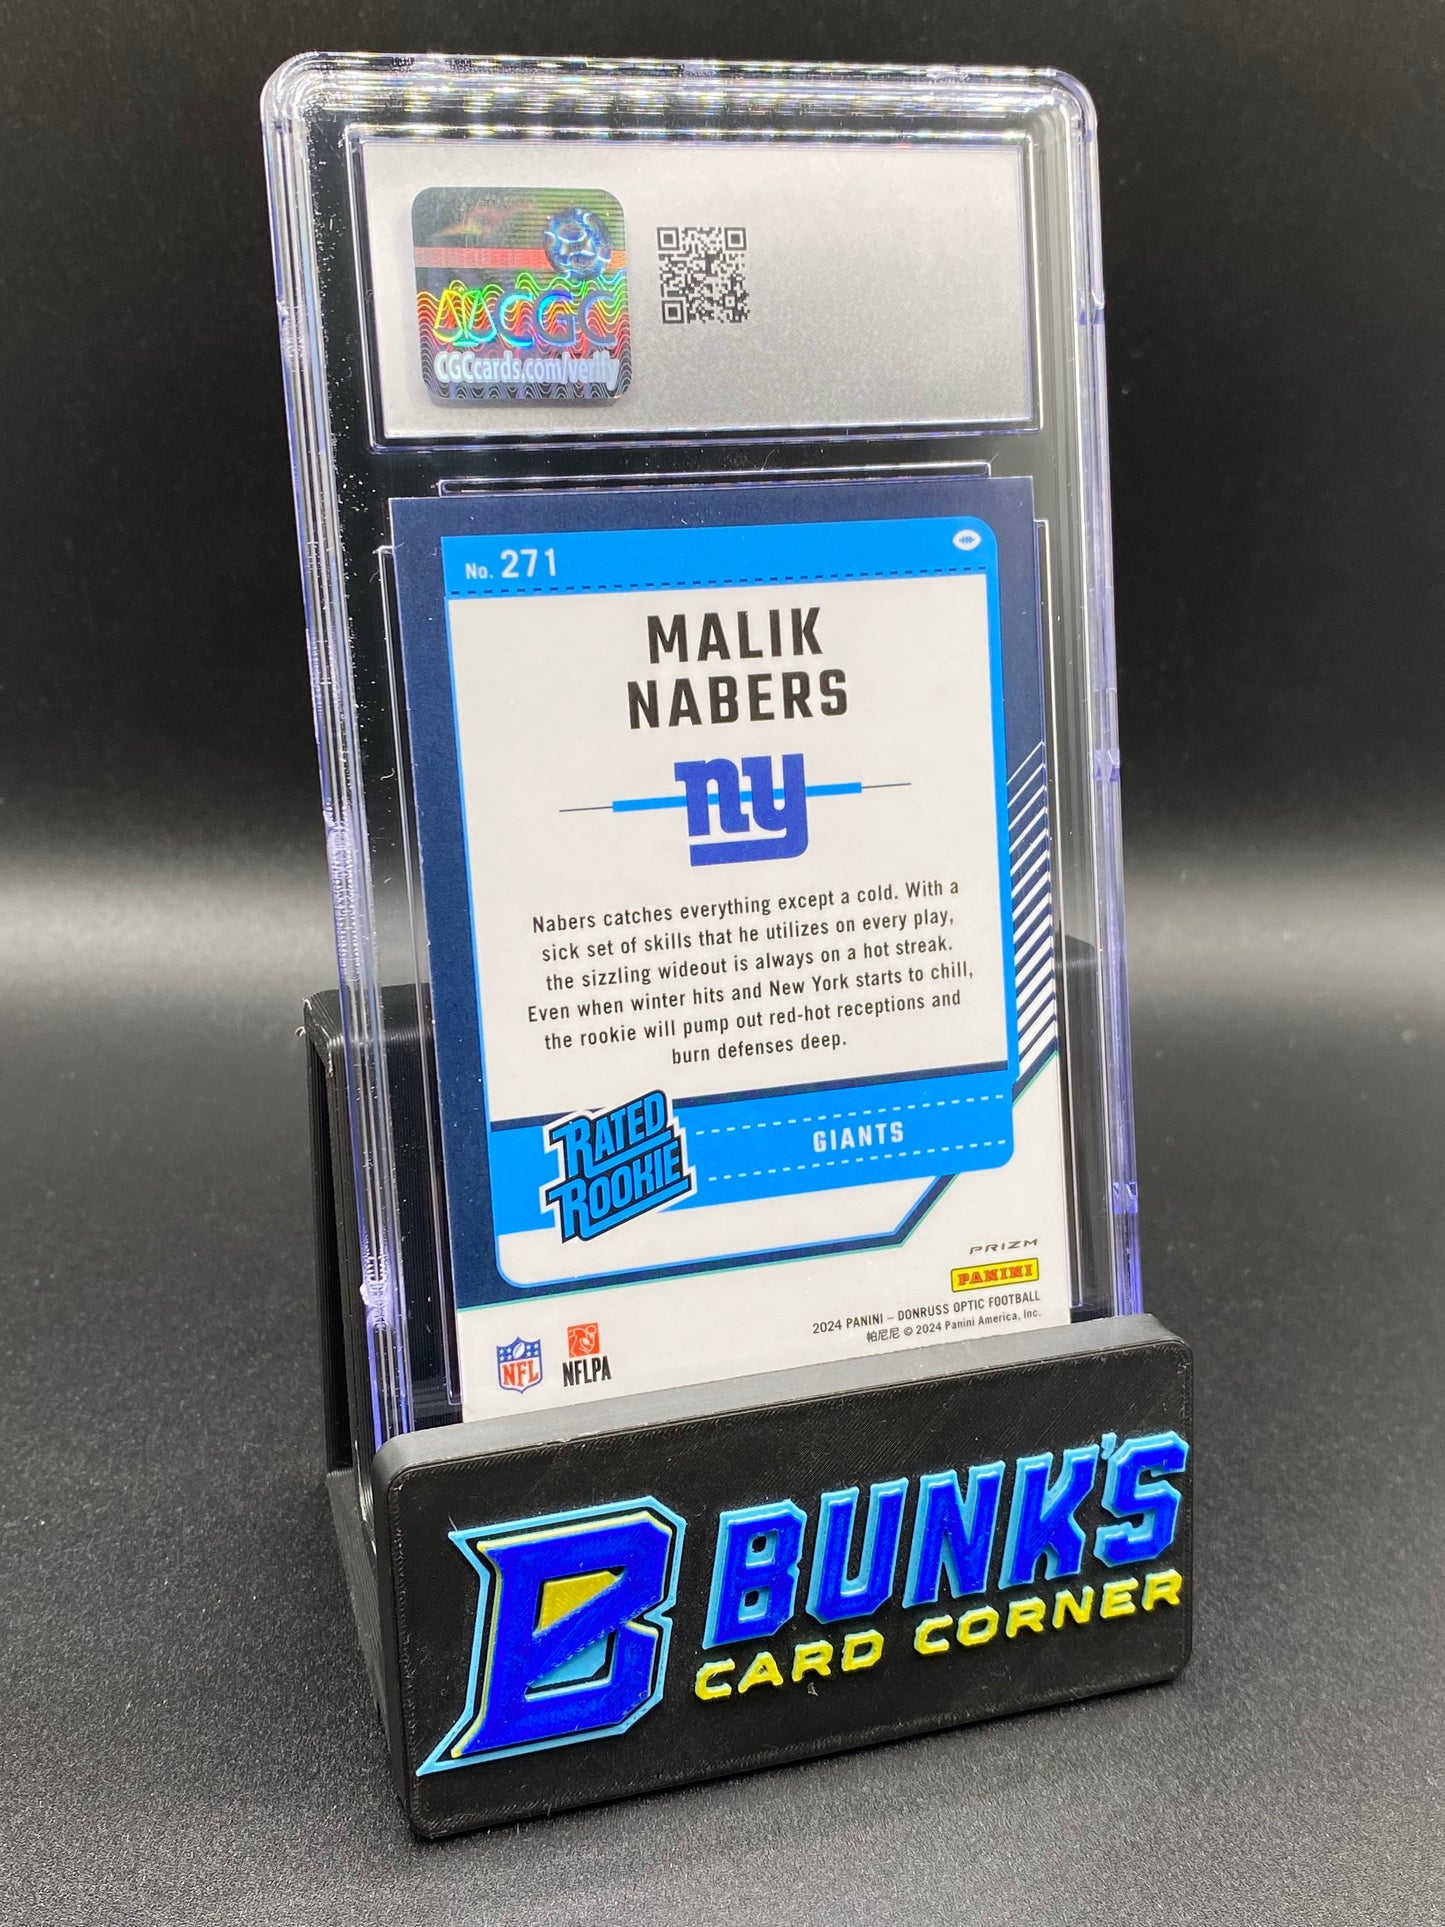 CGC
CGCcards.com/verify
No. 271
MALIK
NABERS
ny
Nabers catches everything except a cold. With a
sick set of skills that he utilizes on every play,
the sizzling wideout is always on a hot streak.
Even when winter hits and New York starts to chill,
the rookie will pump out red-hot receptions and
burn defenses deep.
RATED
ROOKIE
GIANTS
PRIZM
PANINI
2024 PANINI – DONRUSS OPTIC FOOTBALL
帕尼尼 © 2024 Panini America, Inc.
NFL
NFLPA
B
BUNK'S
CARD CORNER